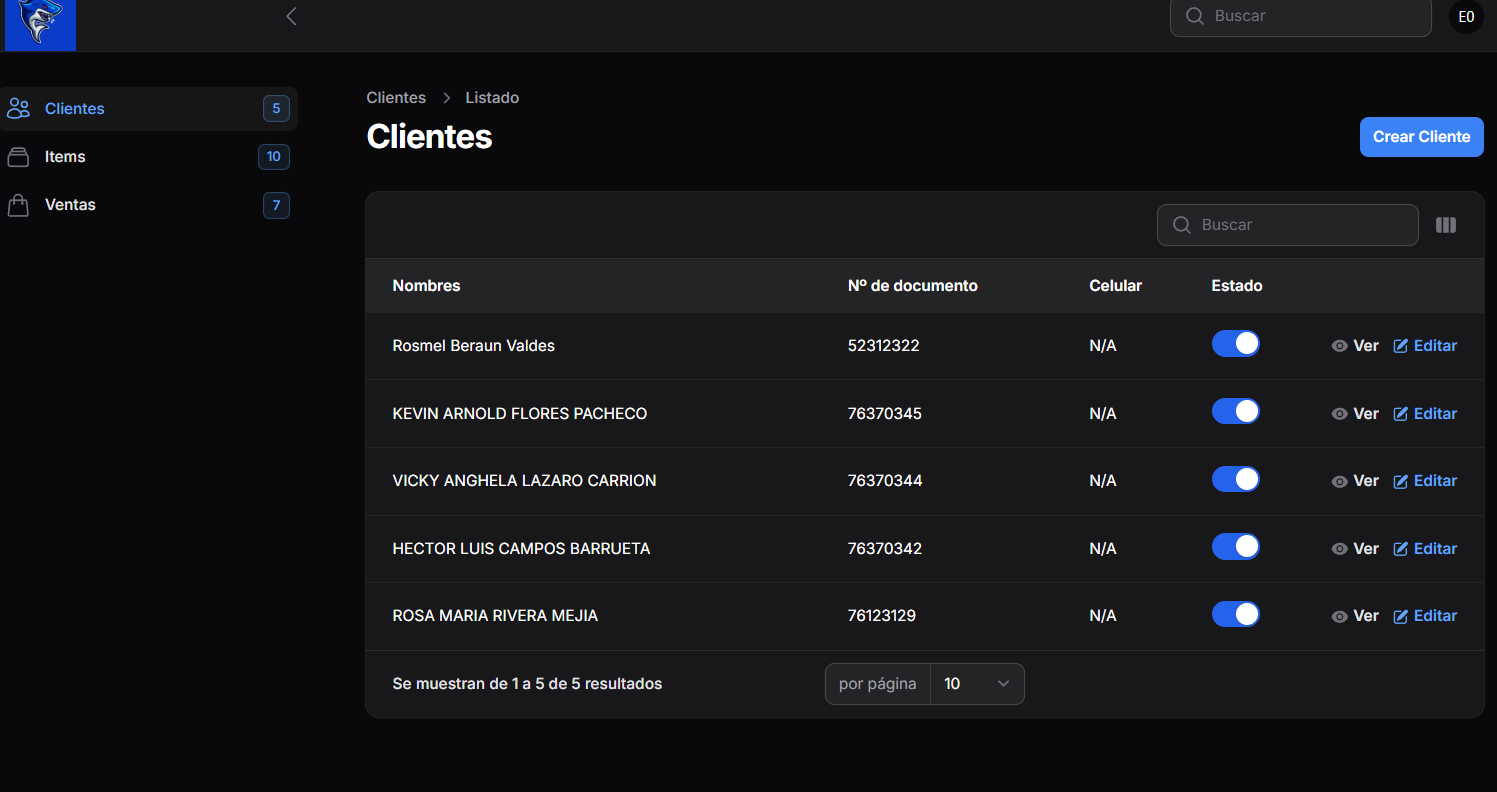 Buscar
E0
Clientes 5
Items 10
Ventas 7
Clientes > Listado
Clientes
Crear Cliente
Buscar
Nombres Nº de documento Celular Estado
Rosmel Beraun Valdes 52312322 N/A Ver Editar
KEVIN ARNOLD FLORES PACHECO 76370345 N/A Ver Editar
VICKY ANGHELA LAZARO CARRION 76370344 N/A Ver Editar
HECTOR LUIS CAMPOS BARRUETA 76370342 N/A Ver Editar
ROSA MARIA RIVERA MEJIA 76123129 N/A Ver Editar
Se muestran de 1 a 5 de 5 resultados por página 10